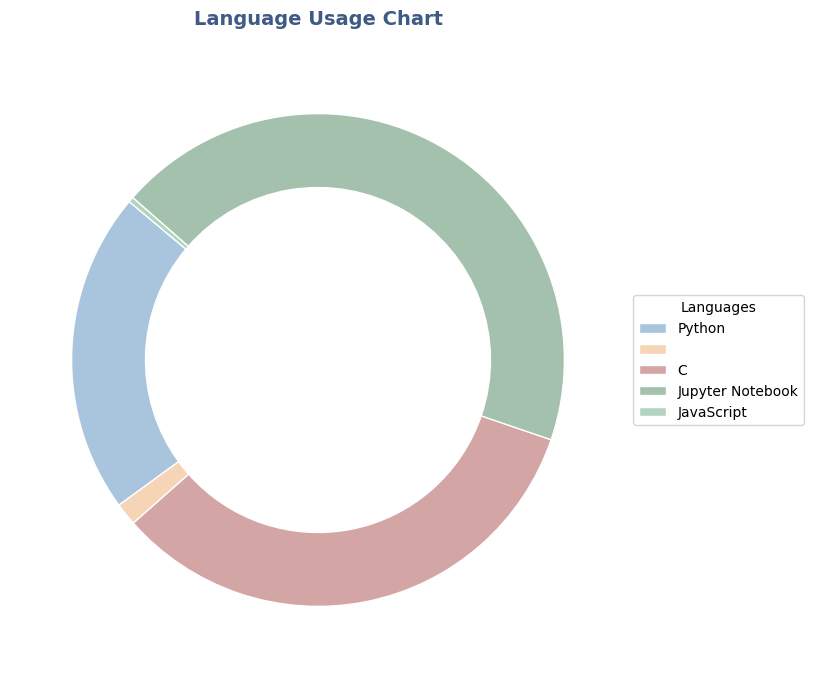 Language Usage Chart
Languages
Python
C
Jupyter Notebook
JavaScript